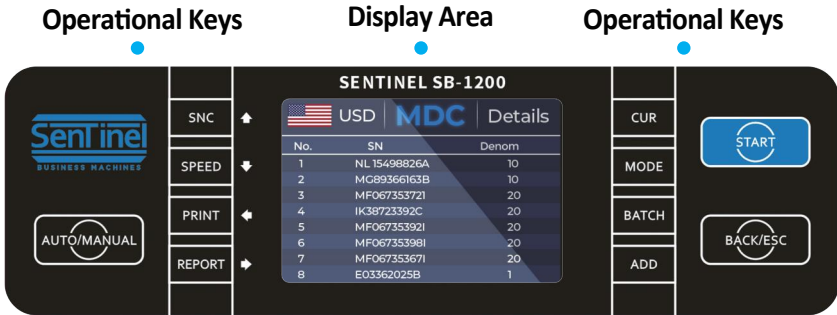 Operational Keys
Display Area
Operational Keys
SENTINEL SB-1200
SenTinel
BUSINESS MACHINES
AUTO/MANUAL
SNC
SPEED
PRINT
REPORT
USD MDC Details
No. SN Denom
1 NL 15498826A 10
2 MG89366163B 10
3 MF06735372I 20
4 IK38723392C 20
5 MF06735392I 20
6 MF06735398I 20
7 MF06735367I 20
8 E03362025B 1
CUR
MODE
BATCH
ADD
START
BACK/ESC